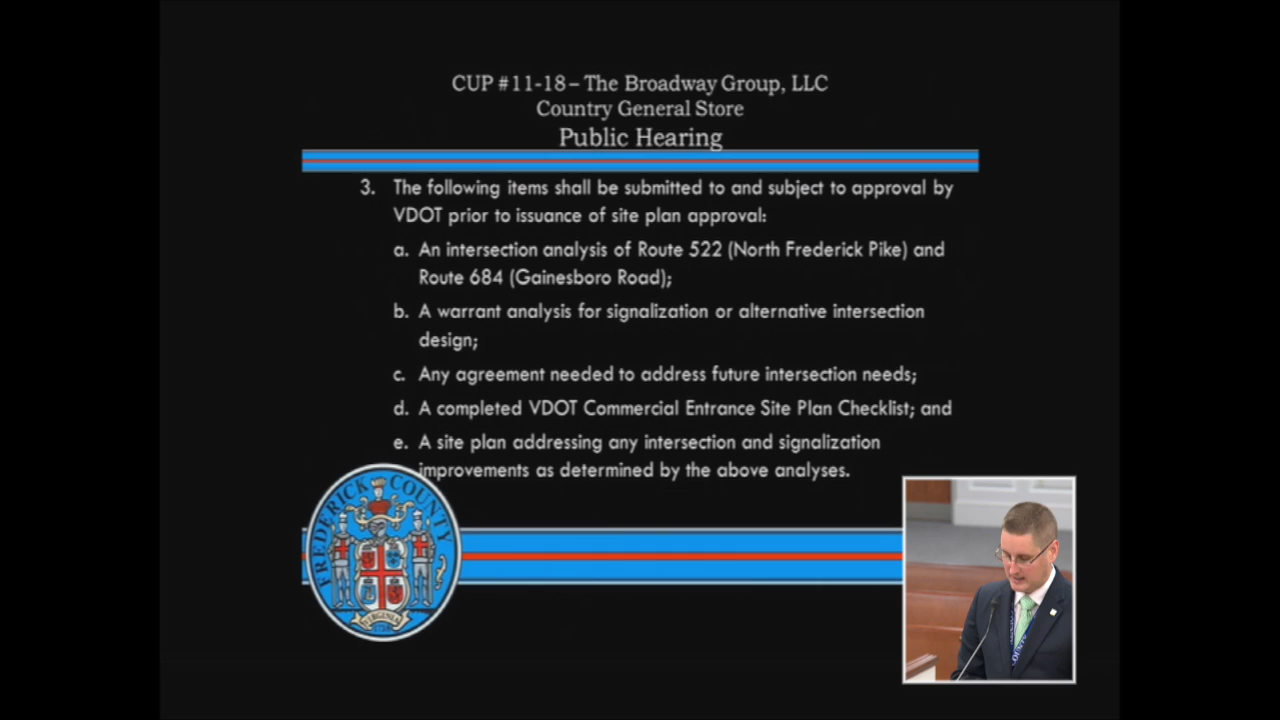 CUP #11-18 – The Broadway Group, LLC
Country General Store
Public Hearing
3. The following items shall be submitted to and subject to approval by
VDOT prior to issuance of site plan approval:
a. An intersection analysis of Route 522 (North Frederick Pike) and
Route 684 (Gainesboro Road);
b. A warrant analysis for signalization or alternative intersection
design;
c. Any agreement needed to address future intersection needs;
d. A completed VDOT Commercial Entrance Site Plan Checklist; and
e. A site plan addressing any intersection and signalization
improvements as determined by the above analyses.
FREDERICK COUNTY
VIRGINIA